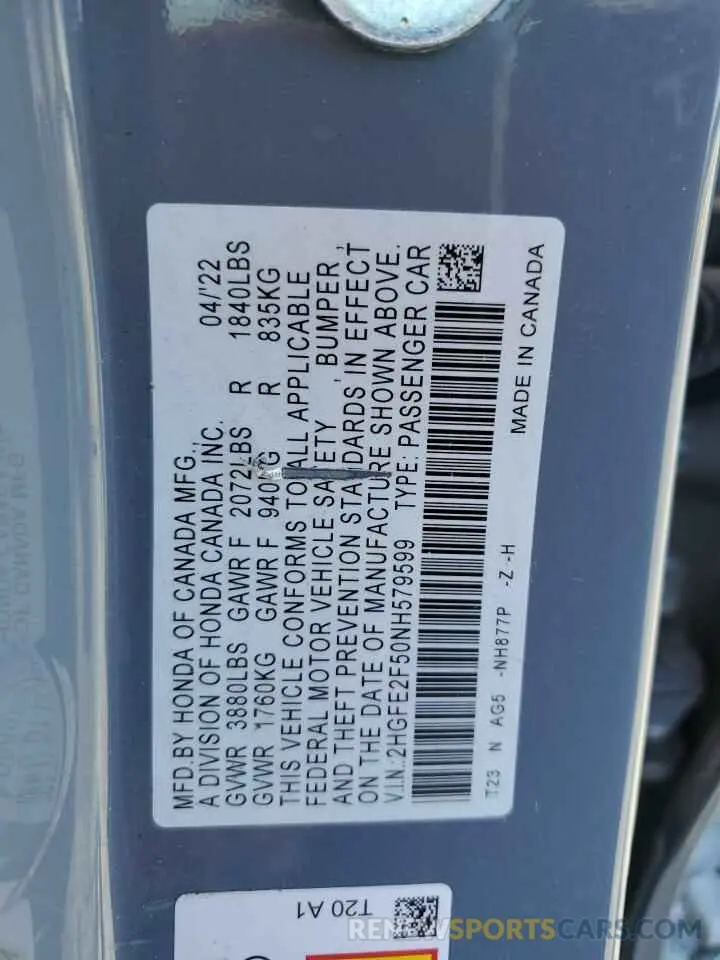 MFD.BY HONDA OF CANADA MFG., 04/'22
A DIVISION OF HONDA CANADA INC.
GVWR 3880LBS GAWR F 2072LBS R 1840LBS
GVWR 1760KG GAWR F 940KG R 835KG
THIS VEHICLE CONFORMS TO ALL APPLICABLE
FEDERAL MOTOR VEHICLE SAFETY, BUMPER,
AND THEFT PREVENTION STANDARDS IN EFFECT
ON THE DATE OF MANUFACTURE SHOWN ABOVE.
V.I.N.:2HGFE2F50NH579599 TYPE: PASSENGER CAR
T23 N AG5 -NH877P -Z -H
MADE IN CANADA
T20 A1
RENEWSPORTSCARS.COM